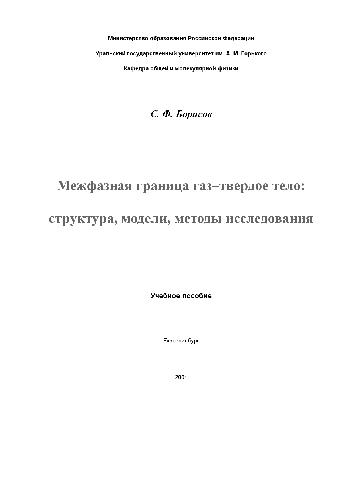 Министерство образования Российской Федерации
Уральский государственный университет им. А. М. Горького
Кафедра общей и молекулярной физики
С. Ф. Борисов
Межфазная граница газ–твердое тело:
структура, модели, методы исследования
Учебное пособие
Екатеринбург